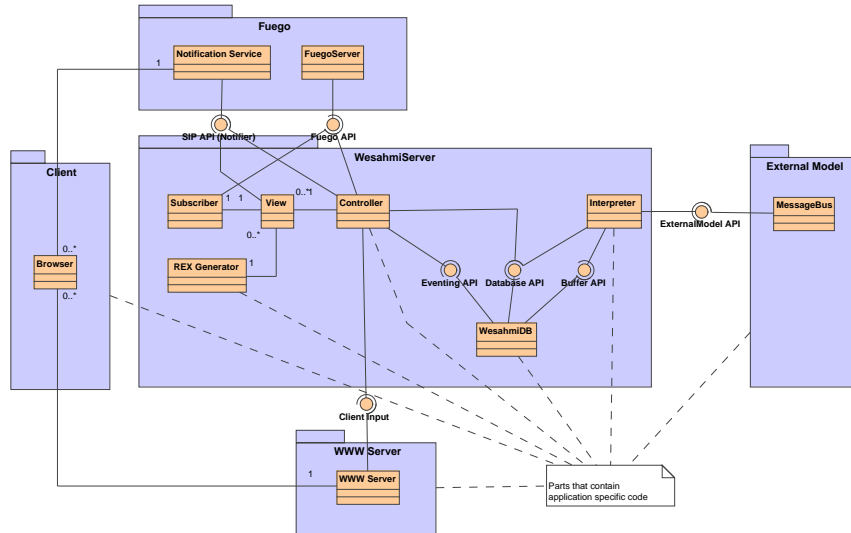 Fuego
Notification Service
FuegoServer
1
SIP API (Notifier)
Fuego API
WesahmiServer
Client
External Model
Subscriber
1
1
View
0..*
1
Controller
Interpreter
MessageBus
ExternalModel API
0..*
0..*
Browser
0..*
REX Generator
1
Eventing API
Database API
Buffer API
WesahmiDB
Client Input
WWW Server
1
WWW Server
Parts that contain
application specific code